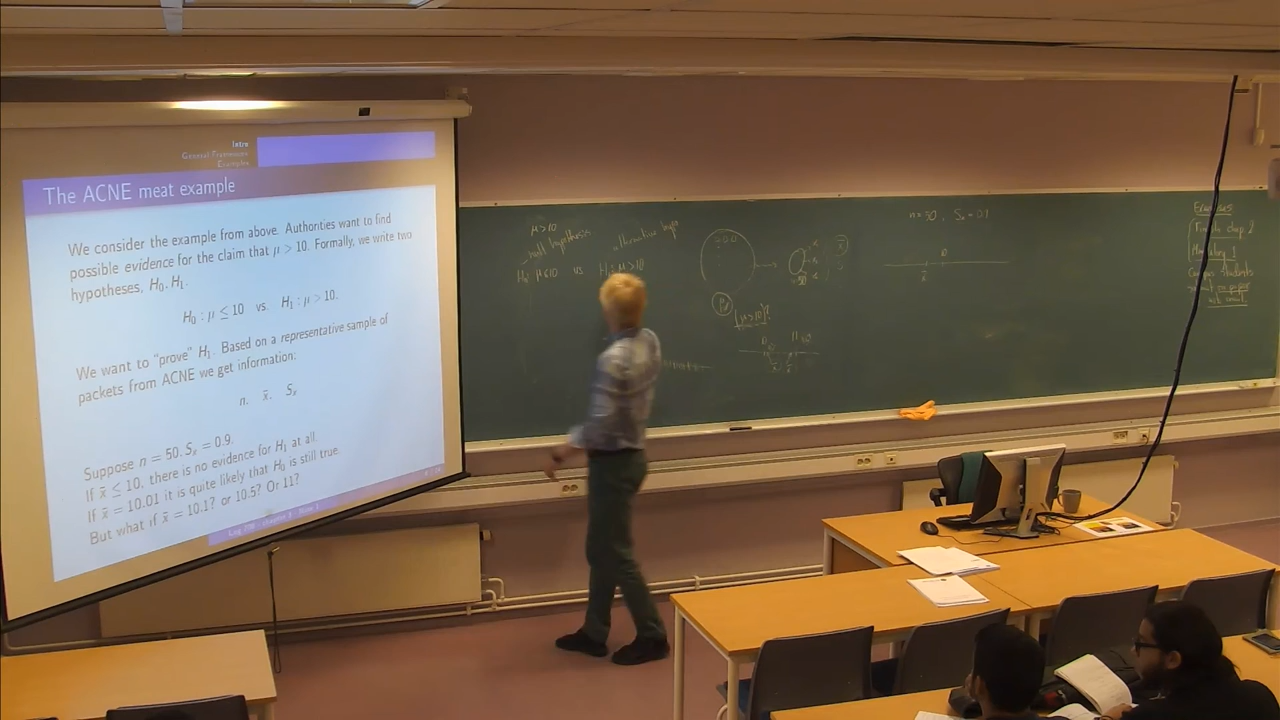 Intro
General Framework
Examples
The ACNE meat example
We consider the example from above. Authorities want to find
possible evidence for the claim that μ > 10. Formally, we write two
hypotheses, H₀, H₁.
H₀ : μ ≤ 10 vs. H₁ : μ > 10.
We want to "prove" H₁. Based on a representative sample of
packets from ACNE we get information:
n, x̄, Sₓ
Suppose n = 50, Sₓ = 0.9.
If x̄ ≤ 10, there is no evidence for H₁ at all.
If x̄ = 10.01 it is quite likely that H₀ is still true.
But what if x̄ = 10.1? or 10.5? Or 11?
μ>10
null hypothesis
alternative hyp
H₀: μ≤10 vs H₁: μ>10
[μ>10]?
n=50, Sₓ=0.9
x̄
Exercises:
Campus students